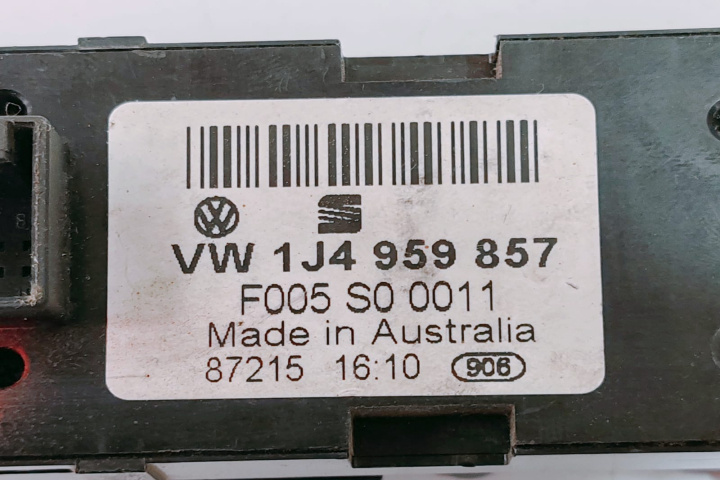 VW 1J4 959 857
F005 S0 0011
Made in Australia
87215 16:10 906